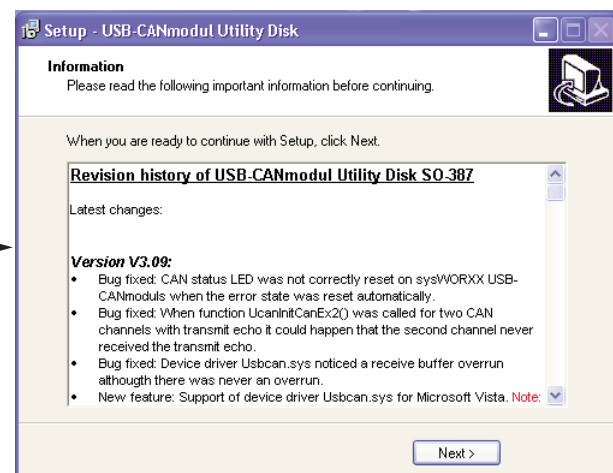 Setup - USB-CANmodul Utility Disk
Information
Please read the following important information before continuing.
When you are ready to continue with Setup, click Next.
Revision history of USB-CANmodul Utility Disk SO-387
Latest changes:
Version V3.09:
• Bug fixed: CAN status LED was not correctly reset on sysWORXX USB-
CANmoduls when the error state was reset automatically.
• Bug fixed: When function UcanInitCanEx2() was called for two CAN
channels with transmit echo it could happen that the second channel never
received the transmit echo.
• Bug fixed: Device driver Usbcan.sys noticed a receive buffer overrun
althougth there was never an overrun.
• New feature: Support of device driver Usbcan.sys for Microsoft Vista. Note:
Next >